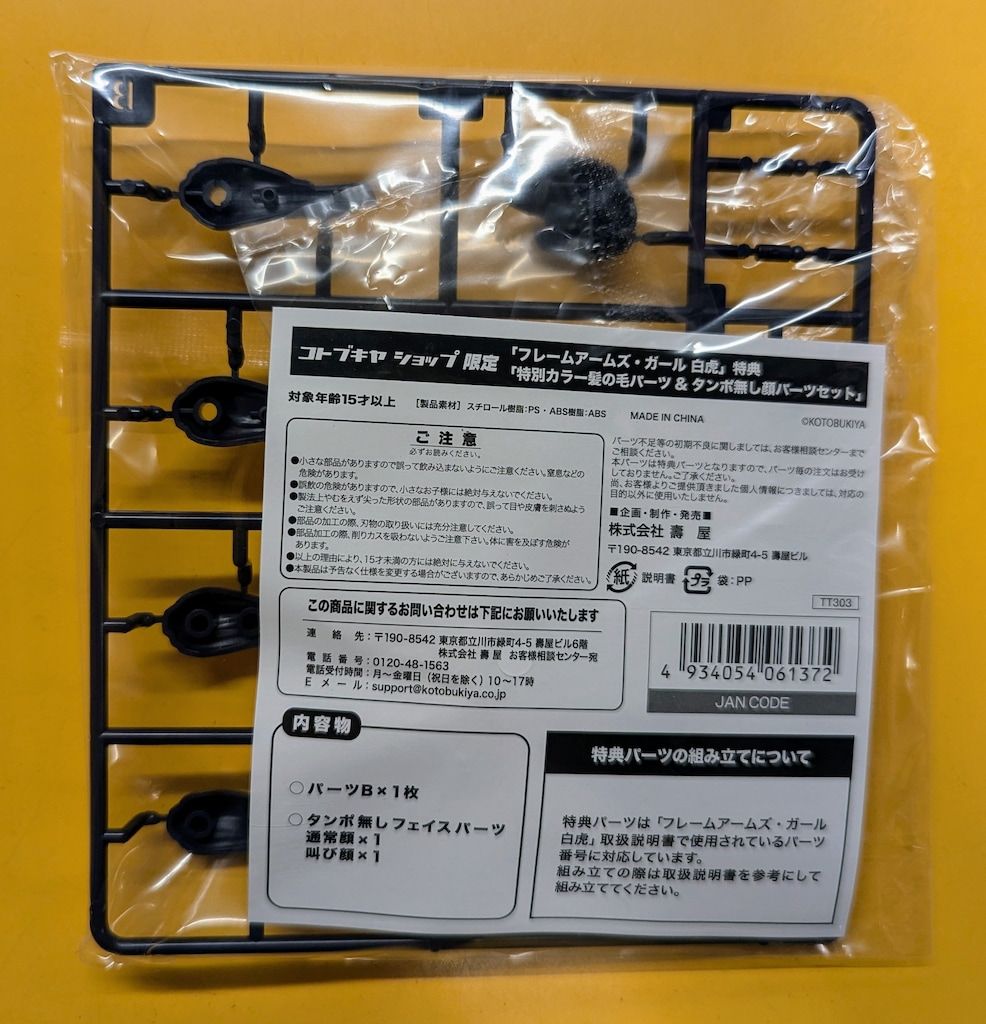 B
コトブキヤ ショップ 限定
「フレームアームズ・ガール 白虎」特典
「特別カラー髪の毛パーツ & タンポ無し顔パーツセット」
対象年齢15才以上 [製品素材] スチロール樹脂:PS・ABS樹脂:ABS MADE IN CHINA ©KOTOBUKIYA
ご 注 意
必ずお読みください。
●小さな部品がありますので誤って飲み込まないようにご注意ください。窒息などの
危険があります。
●誤飲の危険がありますので、小さなお子様には絶対与えないでください。
●製法上やむをえず尖った形状の部品がありますので、誤って目や皮膚を刺さぬよう
ご注意ください。
●部品の加工の際、刃物の取り扱いには充分注意してください。
●部品加工の際、削りカスを吸わないようご注意下さい。体に害を及ぼす危険が
あります。
●以上の理由により、15才未満の方には絶対に与えないでください。
●本製品は予告なく仕様を変更する場合がございますので、あらかじめご了承ください。
パーツ不足等の初期不良に関しましては、お客様相談センターまで
ご相談ください。
本パーツは特典パーツとなりますので、パーツ毎の注文はお受け
しておりません。ご了承ください。
尚、お客様よりご提供頂きました個人情報につきましては、対応の
目的以外に使用いたしません。
■企画・制作・発売■
株式会社 壽 屋
〒190-8542 東京都立川市緑町4-5 壽屋ビル
紙 説明書 プラ 袋:PP
TT303
この商品に関するお問い合わせは下記にお願いいたします
連 絡 先:〒190-8542 東京都立川市緑町4-5 壽屋ビル6階
株式会社 壽 屋 お客様相談センター宛
電 話 番 号:0120-48-1563
電話受付時間:月〜金曜日(祝日を除く)10〜17時
E メ ー ル:support@kotobukiya.co.jp
4 934054 061372
JAN CODE
内容物
○ パーツB×1枚
○ タンポ無しフェイスパーツ
通常顔×1
叫び顔×1
特典パーツの組み立てについて
特典パーツは「フレームアームズ・ガール
白虎」取扱説明書で使用されているパーツ
番号に対応しています。
組み立ての際は取扱説明書を参考にして
組み立ててください。